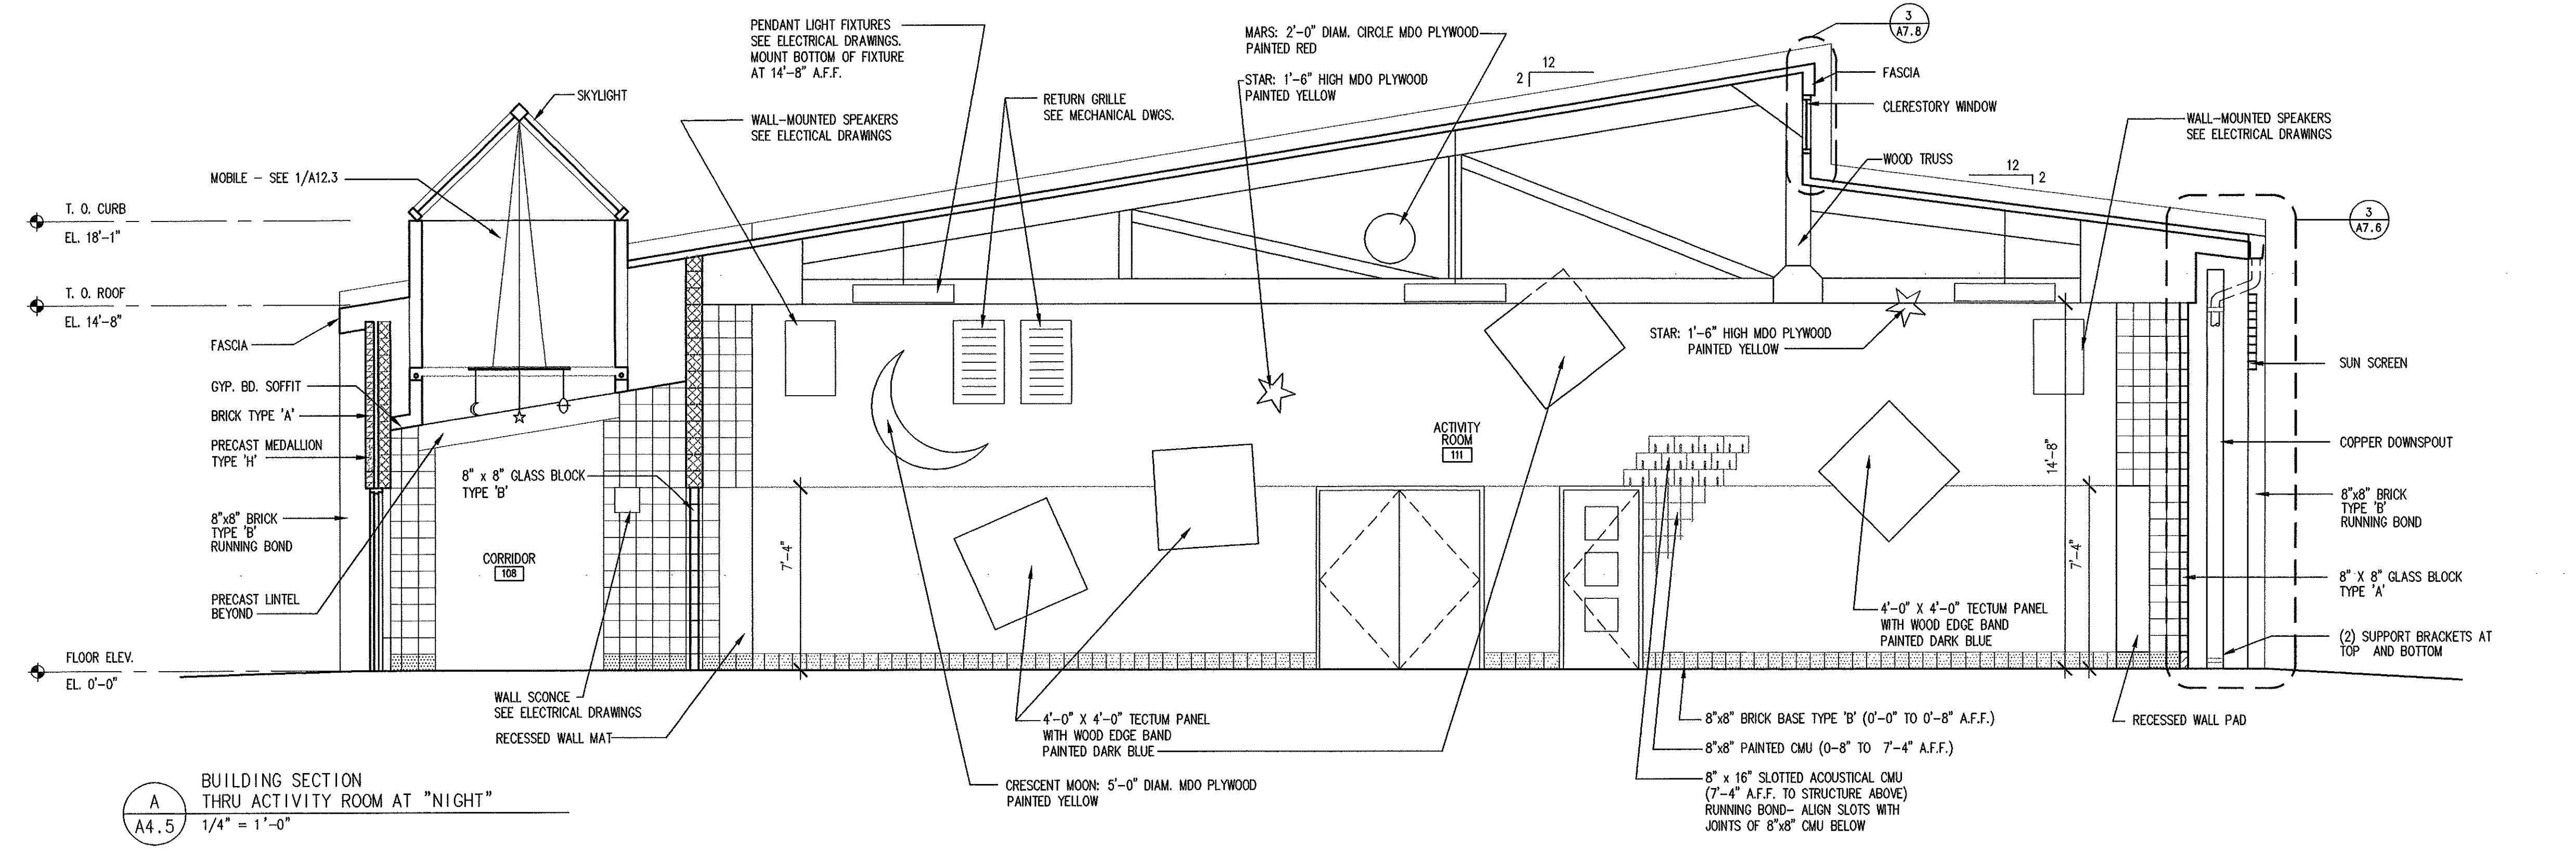 PENDANT LIGHT FIXTURES
SEE ELECTRICAL DRAWINGS.
MOUNT BOTTOM OF FIXTURE
AT 14'-8" A.F.F.
MARS: 2'-0" DIAM. CIRCLE MDO PLYWOOD
PAINTED RED
3
A7.8
STAR: 1'-6" HIGH MDO PLYWOOD
PAINTED YELLOW
12
2
FASCIA
SKYLIGHT
RETURN GRILLE
SEE MECHANICAL DWGS.
CLERESTORY WINDOW
WALL-MOUNTED SPEAKERS
SEE ELECTICAL DRAWINGS
WALL-MOUNTED SPEAKERS
SEE ELECTRICAL DRAWINGS
WOOD TRUSS
12
2
MOBILE - SEE 1/A12.3
T. O. CURB
EL. 18'-1"
3
A7.6
T. O. ROOF
EL. 14'-8"
FASCIA
STAR: 1'-6" HIGH MDO PLYWOOD
PAINTED YELLOW
SUN SCREEN
GYP. BD. SOFFIT
BRICK TYPE 'A'
PRECAST MEDALLION
TYPE 'H'
ACTIVITY
ROOM
111
COPPER DOWNSPOUT
14'-8"
8" x 8" GLASS BLOCK
TYPE 'B'
8"x8" BRICK
TYPE 'B'
RUNNING BOND
8"x8" BRICK
TYPE 'B'
RUNNING BOND
CORRIDOR
108
7'-4"
7'-4"
8" X 8" GLASS BLOCK
TYPE 'A'
PRECAST LINTEL
BEYOND
4'-0" X 4'-0" TECTUM PANEL
WITH WOOD EDGE BAND
PAINTED DARK BLUE
(2) SUPPORT BRACKETS AT
TOP AND BOTTOM
FLOOR ELEV.
EL. 0'-0"
WALL SCONCE
SEE ELECTRICAL DRAWINGS
RECESSED WALL MAT
4'-0" X 4'-0" TECTUM PANEL
WITH WOOD EDGE BAND
PAINTED DARK BLUE
8"x8" BRICK BASE TYPE 'B' (0'-0" TO 0'-8" A.F.F.)
RECESSED WALL PAD
8"x8" PAINTED CMU (0-8" TO 7'-4" A.F.F.)
CRESCENT MOON: 5'-0" DIAM. MDO PLYWOOD
PAINTED YELLOW
8" x 16" SLOTTED ACOUSTICAL CMU
(7'-4" A.F.F. TO STRUCTURE ABOVE)
RUNNING BOND- ALIGN SLOTS WITH
JOINTS OF 8"x8" CMU BELOW
A
A4.5
BUILDING SECTION
THRU ACTIVITY ROOM AT "NIGHT"
1/4" = 1'-0"